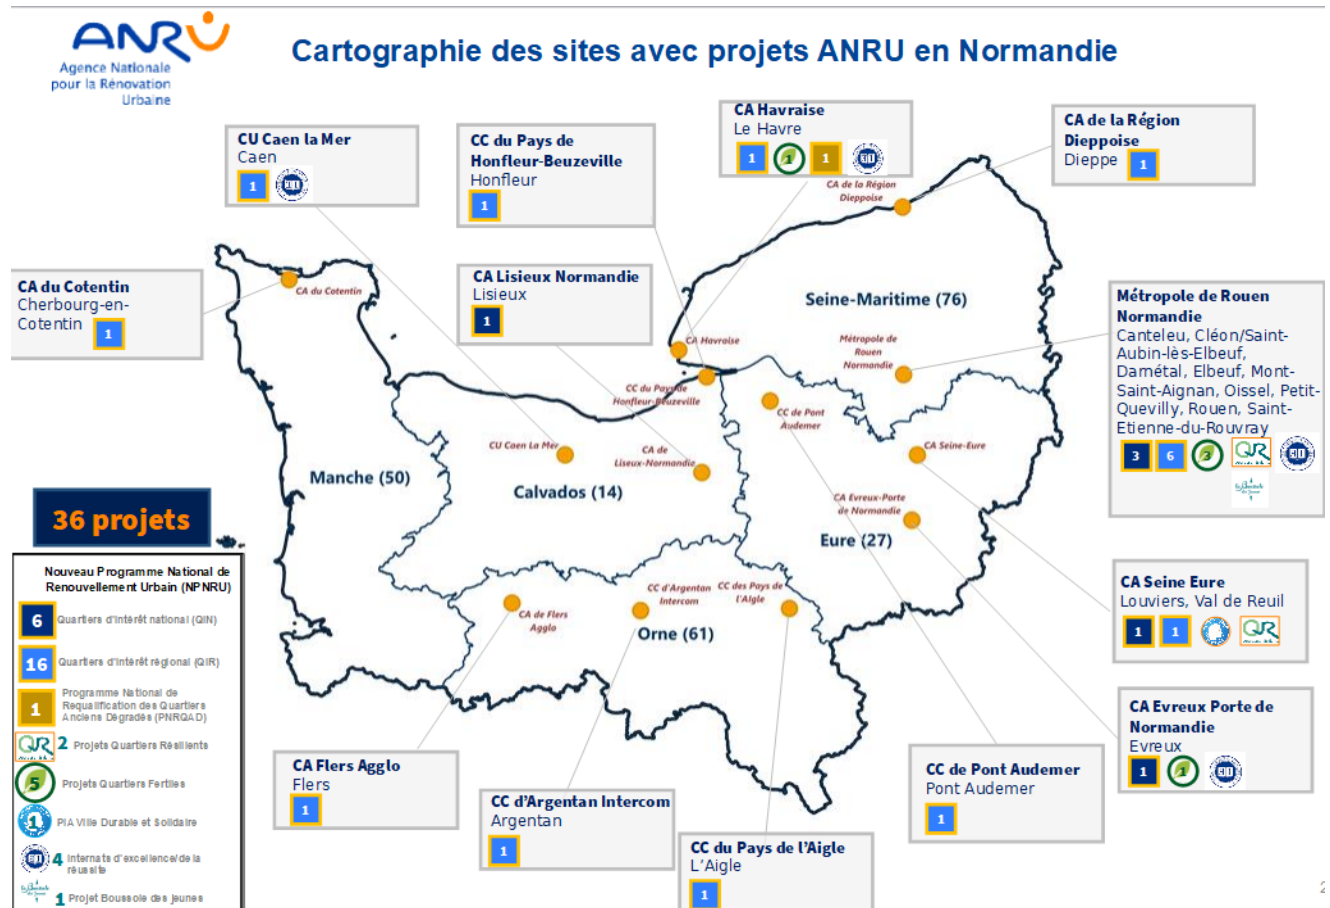 ANRU
Agence Nationale
pour la Rénovation
Urbaine
Cartographie des sites avec projets ANRU en Normandie
CU Caen la Mer
Caen
1
CC du Pays de
Honfleur-Beuzeville
Honfleur
1
CA Havraise
Le Havre
1 1 1
CA de la Région
Dieppoise
Dieppe 1
CA du Cotentin
Cherbourg-en-
Cotentin 1
CA Lisieux Normandie
Lisieux
1
Métropole de Rouen
Normandie
Canteleu, Cléon/Saint-
Aubin-lès-Elbeuf,
Damétal, Elbeuf, Mont-
Saint-Aignan, Oissel, Petit-
Quevilly, Rouen, Saint-
Etienne-du-Rouvray
3 6 3 QR
CA de la Région
Dieppoise
CA du Cotentin
Seine-Maritime (76)
CA Havraise
Métropole de
Rouen
Normandie
CC du Pays de
Honfleur-Beuzeville
CC de Pont
Audemer
CU Caen La Mer
CA de
Liseux-Normandie
CA Seine-Eure
Manche (50)
Calvados (14)
CA Evreux-Porte
de Normandie
Eure (27)
CA de Flers
Agglo
CC d'Argentan
Intercom
CC des Pays de
l'Aigle
Orne (61)
36 projets
Nouveau Programme National de
Renouvellement Urbain (NPNRU)
6 Quartiers d'intérêt national (QIN)
16 Quartiers d'intérêt régional (QIR)
1 Programme National de
Requalification des Quartiers
Anciens Dégradés (PNRQAD)
QR 2 Projets Quartiers Résilients
5 Projets Quartiers Fertiles
1 PIA Ville Durable et Solidaire
4 Internats d'excellence/de la
réussite
1 Projet Boussole des jeunes
CA Seine Eure
Louviers, Val de Reuil
1 1 QR
CA Evreux Porte de
Normandie
Evreux
1 1
CA Flers Agglo
Flers
1
CC d'Argentan Intercom
Argentan
1
CC du Pays de l'Aigle
L'Aigle
1
CC de Pont Audemer
Pont Audemer
1
2